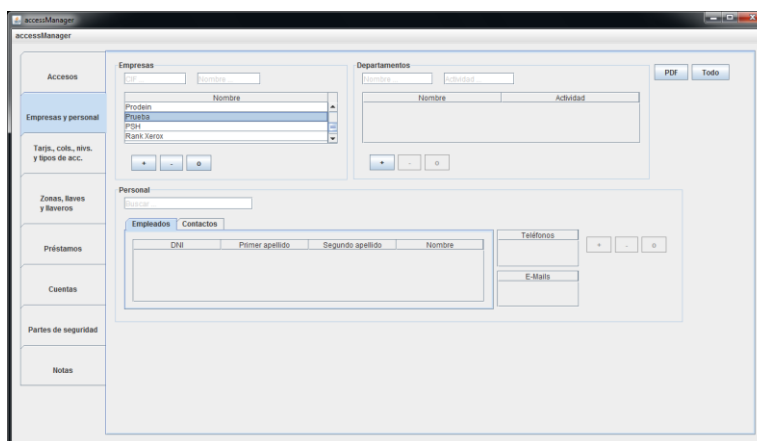 accessManager
accessManager
Accesos
Empresas y personal
Tarjs., cols., nivs.
y tipos de acc.
Zonas, llaves
y llaveros
Préstamos
Cuentas
Partes de seguridad
Notas
Empresas
CIF... Nombre...
Nombre
Prodein
Prueba
PSH
Rank Xerox
+ - o
Departamentos
Nombre... Actividad...
Nombre Actividad
+ - o
PDF Todo
Personal
Buscar...
Empleados Contactos
DNI Primer apellido Segundo apellido Nombre
Teléfonos
+ - o
E-Mails